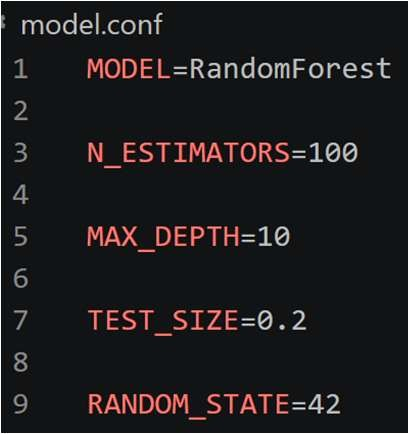 model.conf
1 MODEL=RandomForest
2
3 N_ESTIMATORS=100
4
5 MAX_DEPTH=10
6
7 TEST_SIZE=0.2
8
9 RANDOM_STATE=42